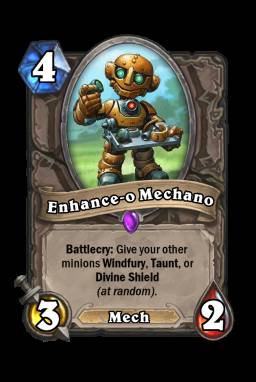 4
Enhance-o Mechano
Battlecry: Give your other
minions Windfury, Taunt, or
Divine Shield
(at random).
3
Mech
2